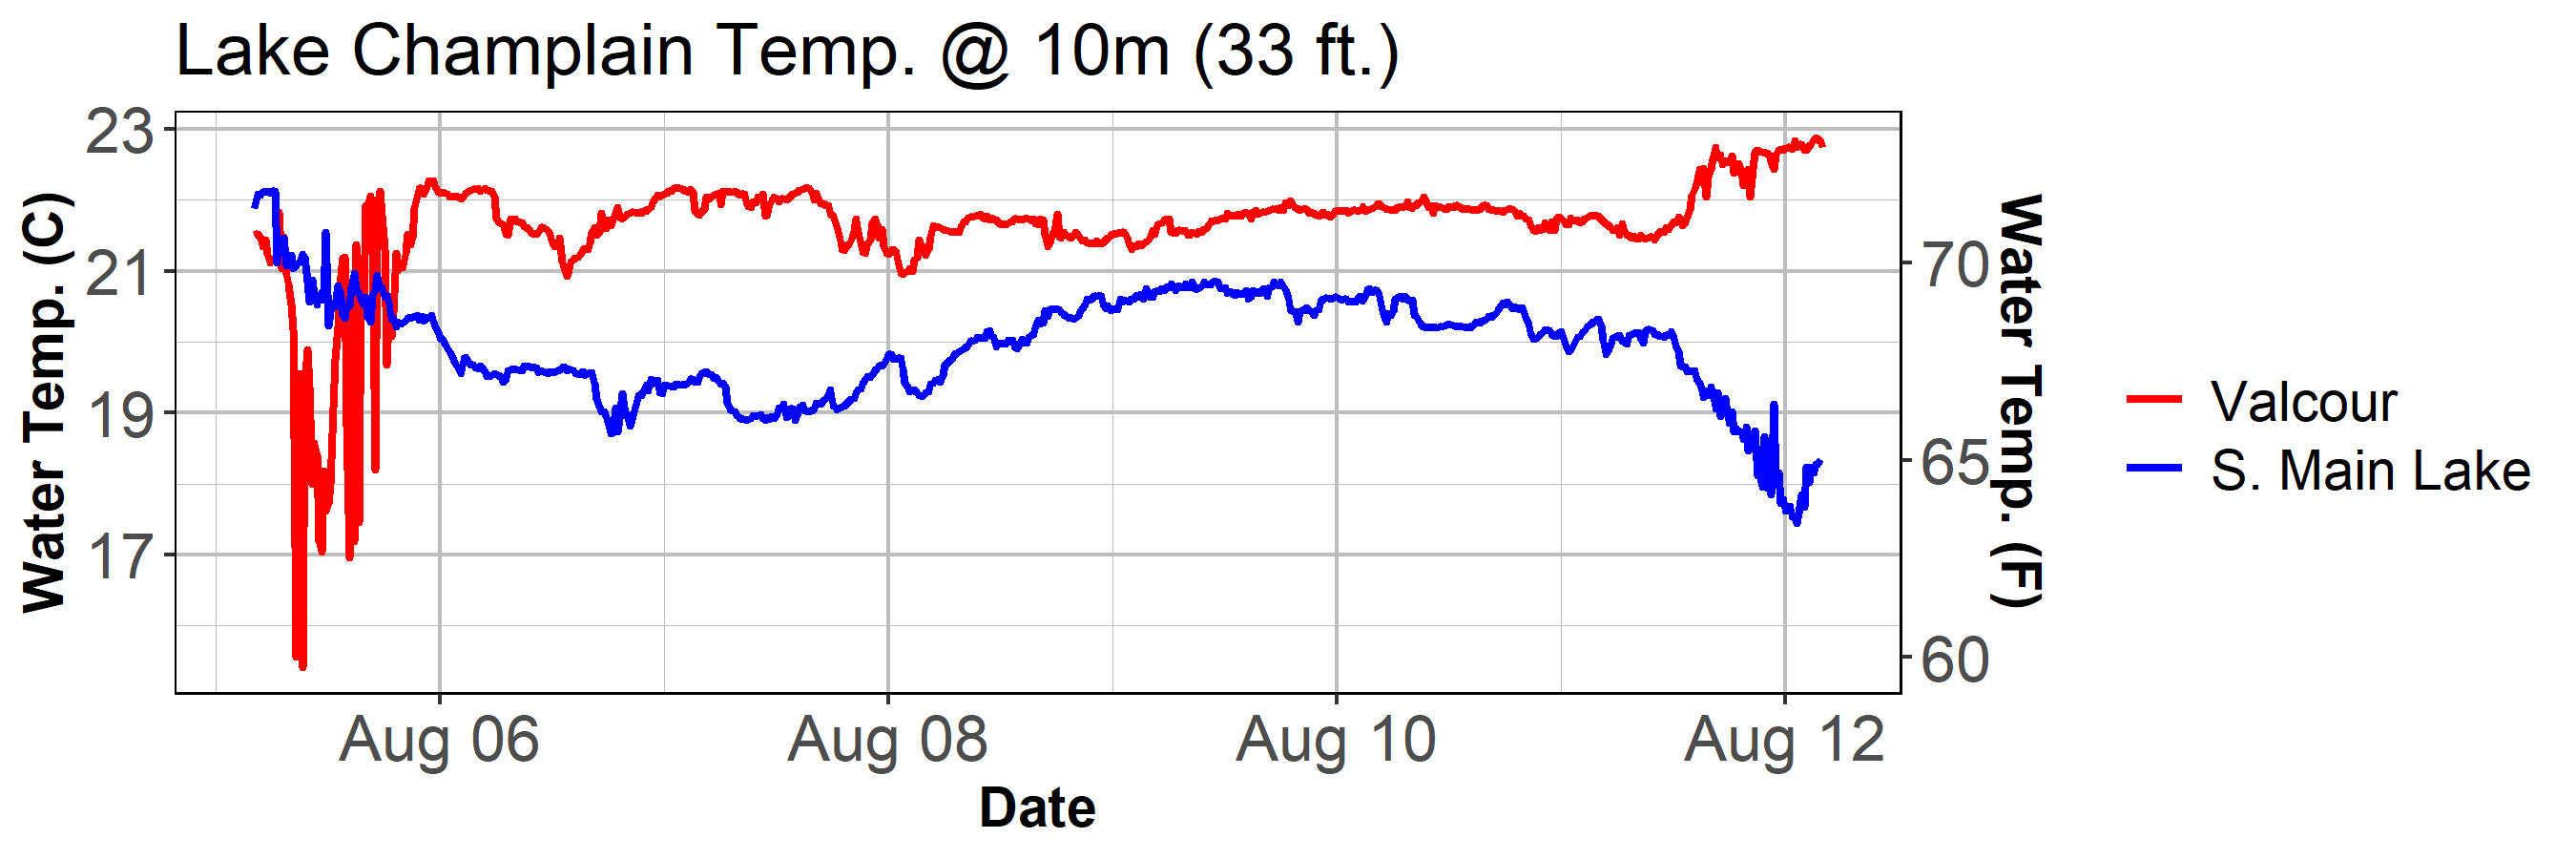 Lake Champlain Temp. @ 10m (33 ft.)
Water Temp. (C)
23
21
19
17
Water Temp. (F)
70
65
60
Valcour
S. Main Lake
Aug 06
Aug 08
Aug 10
Aug 12
Date